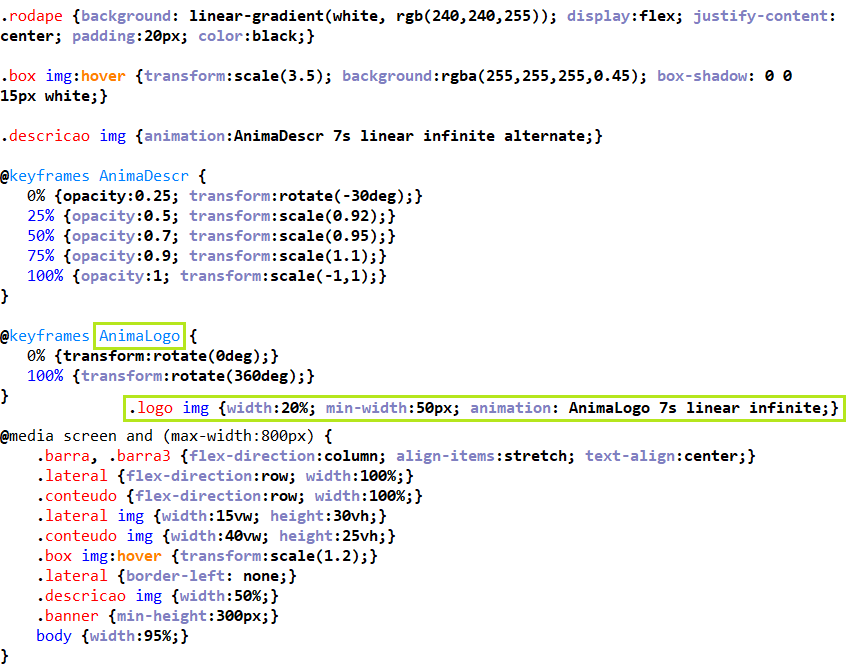 .rodape {background: linear-gradient(white, rgb(240,240,255)); display:flex; justify-content:
center; padding:20px; color:black;}
.box img:hover {transform:scale(3.5); background:rgba(255,255,255,0.45); box-shadow: 0 0
15px white;}
.descricao img {animation:AnimaDescr 7s linear infinite alternate;}
@keyframes AnimaDescr {
0% {opacity:0.25; transform:rotate(-30deg);}
25% {opacity:0.5; transform:scale(0.92);}
50% {opacity:0.7; transform:scale(0.95);}
75% {opacity:0.9; transform:scale(1.1);}
100% {opacity:1; transform:scale(-1,1);}
}
@keyframes AnimaLogo {
0% {transform:rotate(0deg);}
100% {transform:rotate(360deg);}
}
.logo img {width:20%; min-width:50px; animation: AnimaLogo 7s linear infinite;}
@media screen and (max-width:800px) {
.barra, .barra3 {flex-direction:column; align-items:stretch; text-align:center;}
.lateral {flex-direction:row; width:100%;}
.conteudo {flex-direction:row; width:100%;}
.lateral img {width:15vw; height:30vh;}
.conteudo img {width:40vw; height:25vh;}
.box img:hover {transform:scale(1.2);}
.lateral {border-left: none;}
.descricao img {width:50%;}
.banner {min-height:300px;}
body {width:95%;}
}